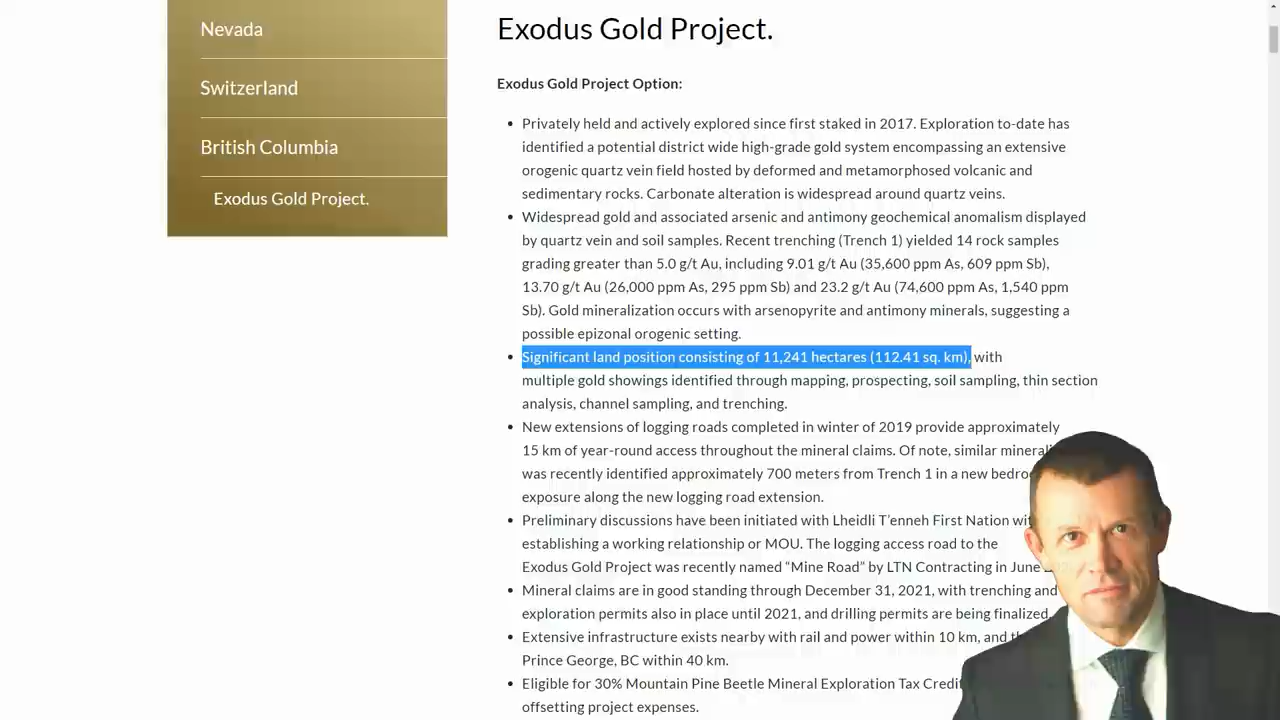 Nevada
Switzerland
British Columbia
Exodus Gold Project.
Exodus Gold Project.
Exodus Gold Project Option:
Privately held and actively explored since first staked in 2017. Exploration to-date has
identified a potential district wide high-grade gold system encompassing an extensive
orogenic quartz vein field hosted by deformed and metamorphosed volcanic and
sedimentary rocks. Carbonate alteration is widespread around quartz veins.
Widespread gold and associated arsenic and antimony geochemical anomalism displayed
by quartz vein and soil samples. Recent trenching (Trench 1) yielded 14 rock samples
grading greater than 5.0 g/t Au, including 9.01 g/t Au (35,600 ppm As, 609 ppm Sb),
13.70 g/t Au (26,000 ppm As, 295 ppm Sb) and 23.2 g/t Au (74,600 ppm As, 1,540 ppm
Sb). Gold mineralization occurs with arsenopyrite and antimony minerals, suggesting a
possible epizonal orogenic setting.
Significant land position consisting of 11,241 hectares (112.41 sq. km), with
multiple gold showings identified through mapping, prospecting, soil sampling, thin section
analysis, channel sampling, and trenching.
New extensions of logging roads completed in winter of 2019 provide approximately
15 km of year-round access throughout the mineral claims. Of note, similar
was recently identified approximately 700 meters from Trench 1 in a new
exposure along the new logging road extension.
Preliminary discussions have been initiated with Lheidli T’enneh First Nation
establishing a working relationship or MOU. The logging access road to the
Exodus Gold Project was recently named “Mine Road” by LTN Contracting in June
Mineral claims are in good standing through December 31, 2021, with trenching and
exploration permits also in place until 2021, and drilling permits are being finalized.
Extensive infrastructure exists nearby with rail and power within 10 km, and
Prince George, BC within 40 km.
Eligible for 30% Mountain Pine Beetle Mineral Exploration Tax
offsetting project expenses.